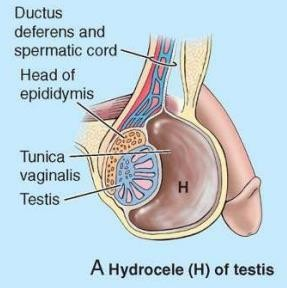 Ductus
deferens and
spermatic cord
Head of
epididymis
Tunica
vaginalis
Testis
H
A Hydrocele (H) of testis